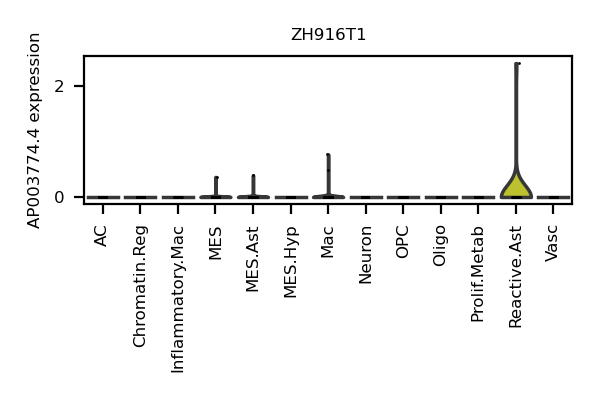 ZH916T1
AP003774.4 expression
2
0
AC
Chromatin.Reg
Inflammatory.Mac
MES
MES.Ast
MES.Hyp
Mac
Neuron
OPC
Oligo
Prolif.Metab
Reactive.Ast
Vasc